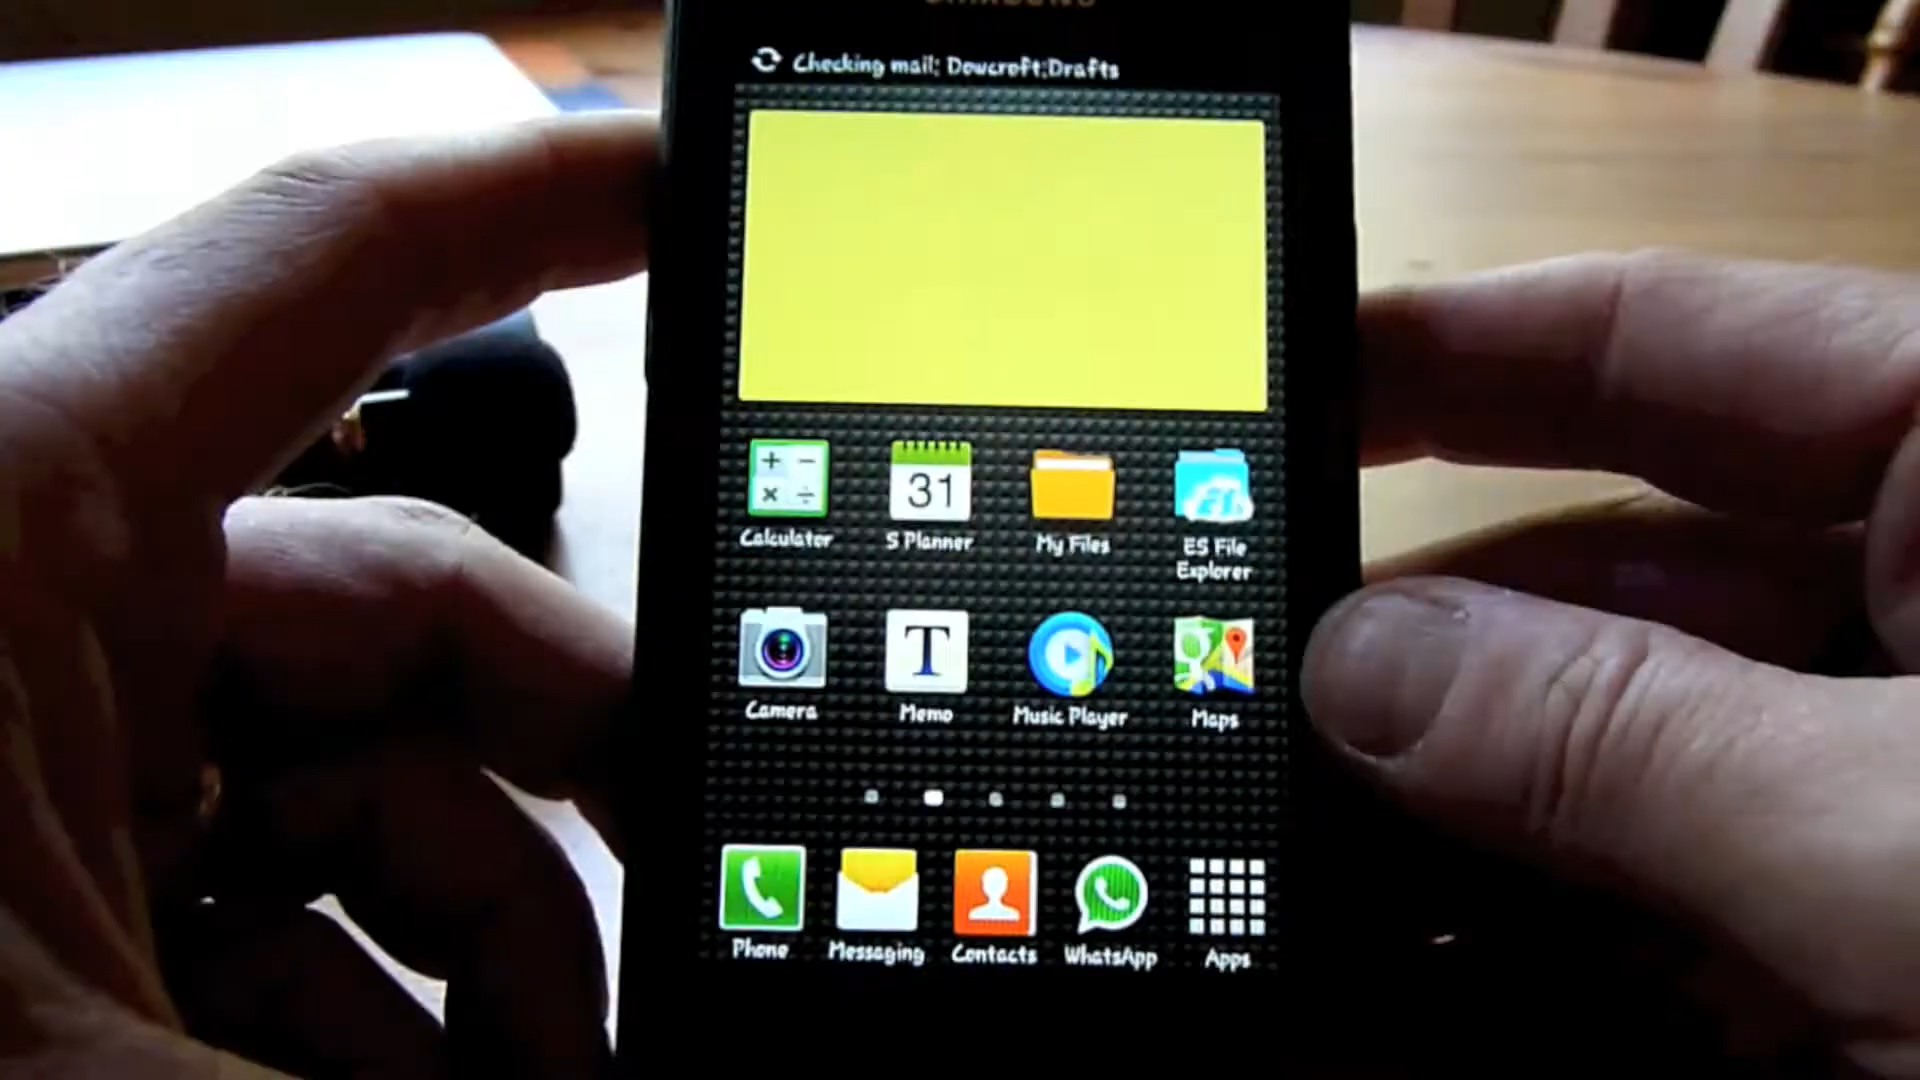 SAMSUNG
Checking mail: Dowcroft:Drafts
+ −
× ÷
31
Calculator
S Planner
My Files
ES File
Explorer
T
Camera
Memo
Music Player
Maps
Phone
Messaging
Contacts
WhatsApp
Apps